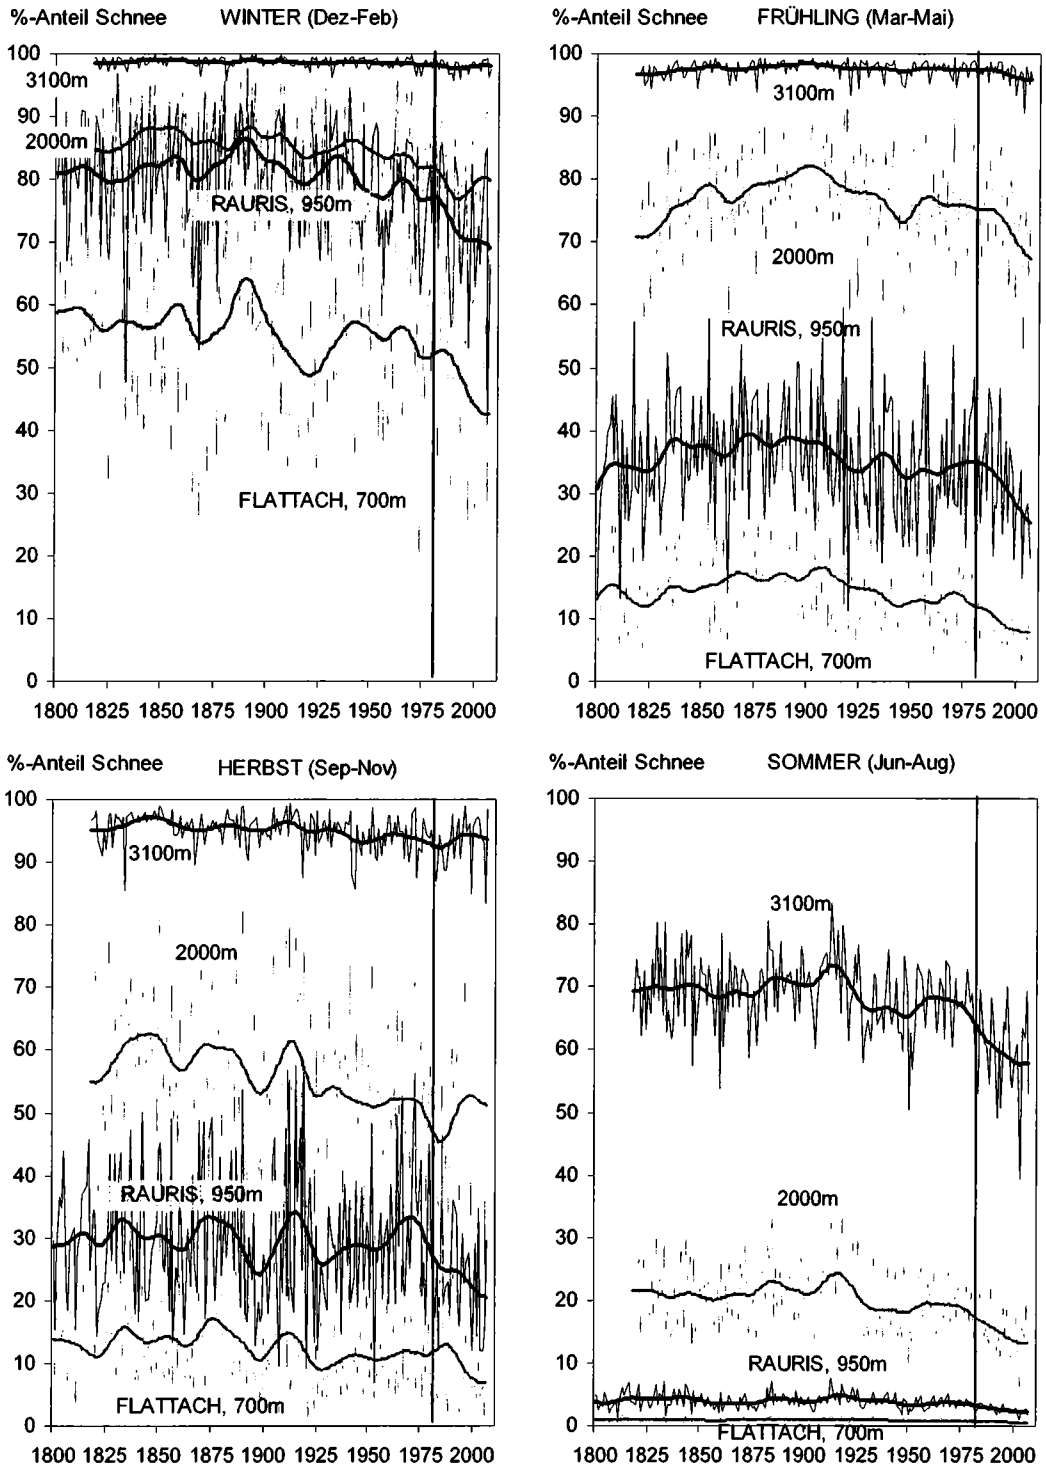 %-Anteil Schnee WINTER (Dez-Feb)
100
3100m
90
2000m
80
RAURIS, 950m
70
60
50
40
30
FLATTACH, 700m
20
10
0
1800 1825 1850 1875 1900 1925 1950 1975 2000
%-Anteil Schnee FRÜHLING (Mar-Mai)
100
3100m
90
80
70
2000m
60
RAURIS, 950m
50
40
30
20
10
FLATTACH, 700m
0
1800 1825 1850 1875 1900 1925 1950 1975 2000
%-Anteil Schnee HERBST (Sep-Nov)
100
3100m
90
80
2000m
70
60
50
40
RAURIS, 950m
30
20
10
FLATTACH, 700m
0
1800 1825 1850 1875 1900 1925 1950 1975 2000
%-Anteil Schnee SOMMER (Jun-Aug)
100
90
3100m
80
70
60
50
40
2000m
30
20
10
RAURIS, 950m
0
FLATTACH, 700m
1800 1825 1850 1875 1900 1925 1950 1975 2000